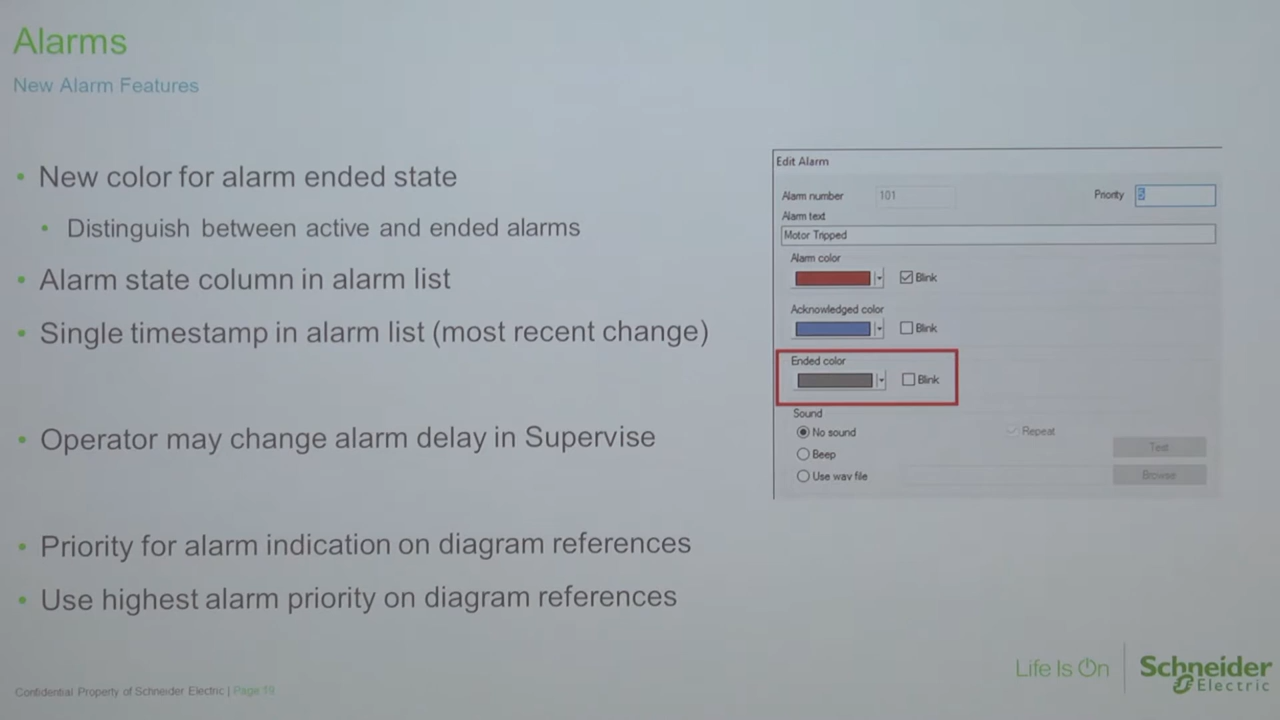 Alarms
New Alarm Features
• New color for alarm ended state
• Distinguish between active and ended alarms
• Alarm state column in alarm list
• Single timestamp in alarm list (most recent change)
• Operator may change alarm delay in Supervise
• Priority for alarm indication on diagram references
• Use highest alarm priority on diagram references
Edit Alarm
Alarm number 101 Priority
Alarm text
Motor Tripped
Alarm color
Blink
Acknowledged color
Blink
Ended color
Blink
Sound
No sound Repeat
Beep Test
Use wav file Browse
Confidential Property of Schneider Electric | Page 19
Life Is On
Schneider
Electric